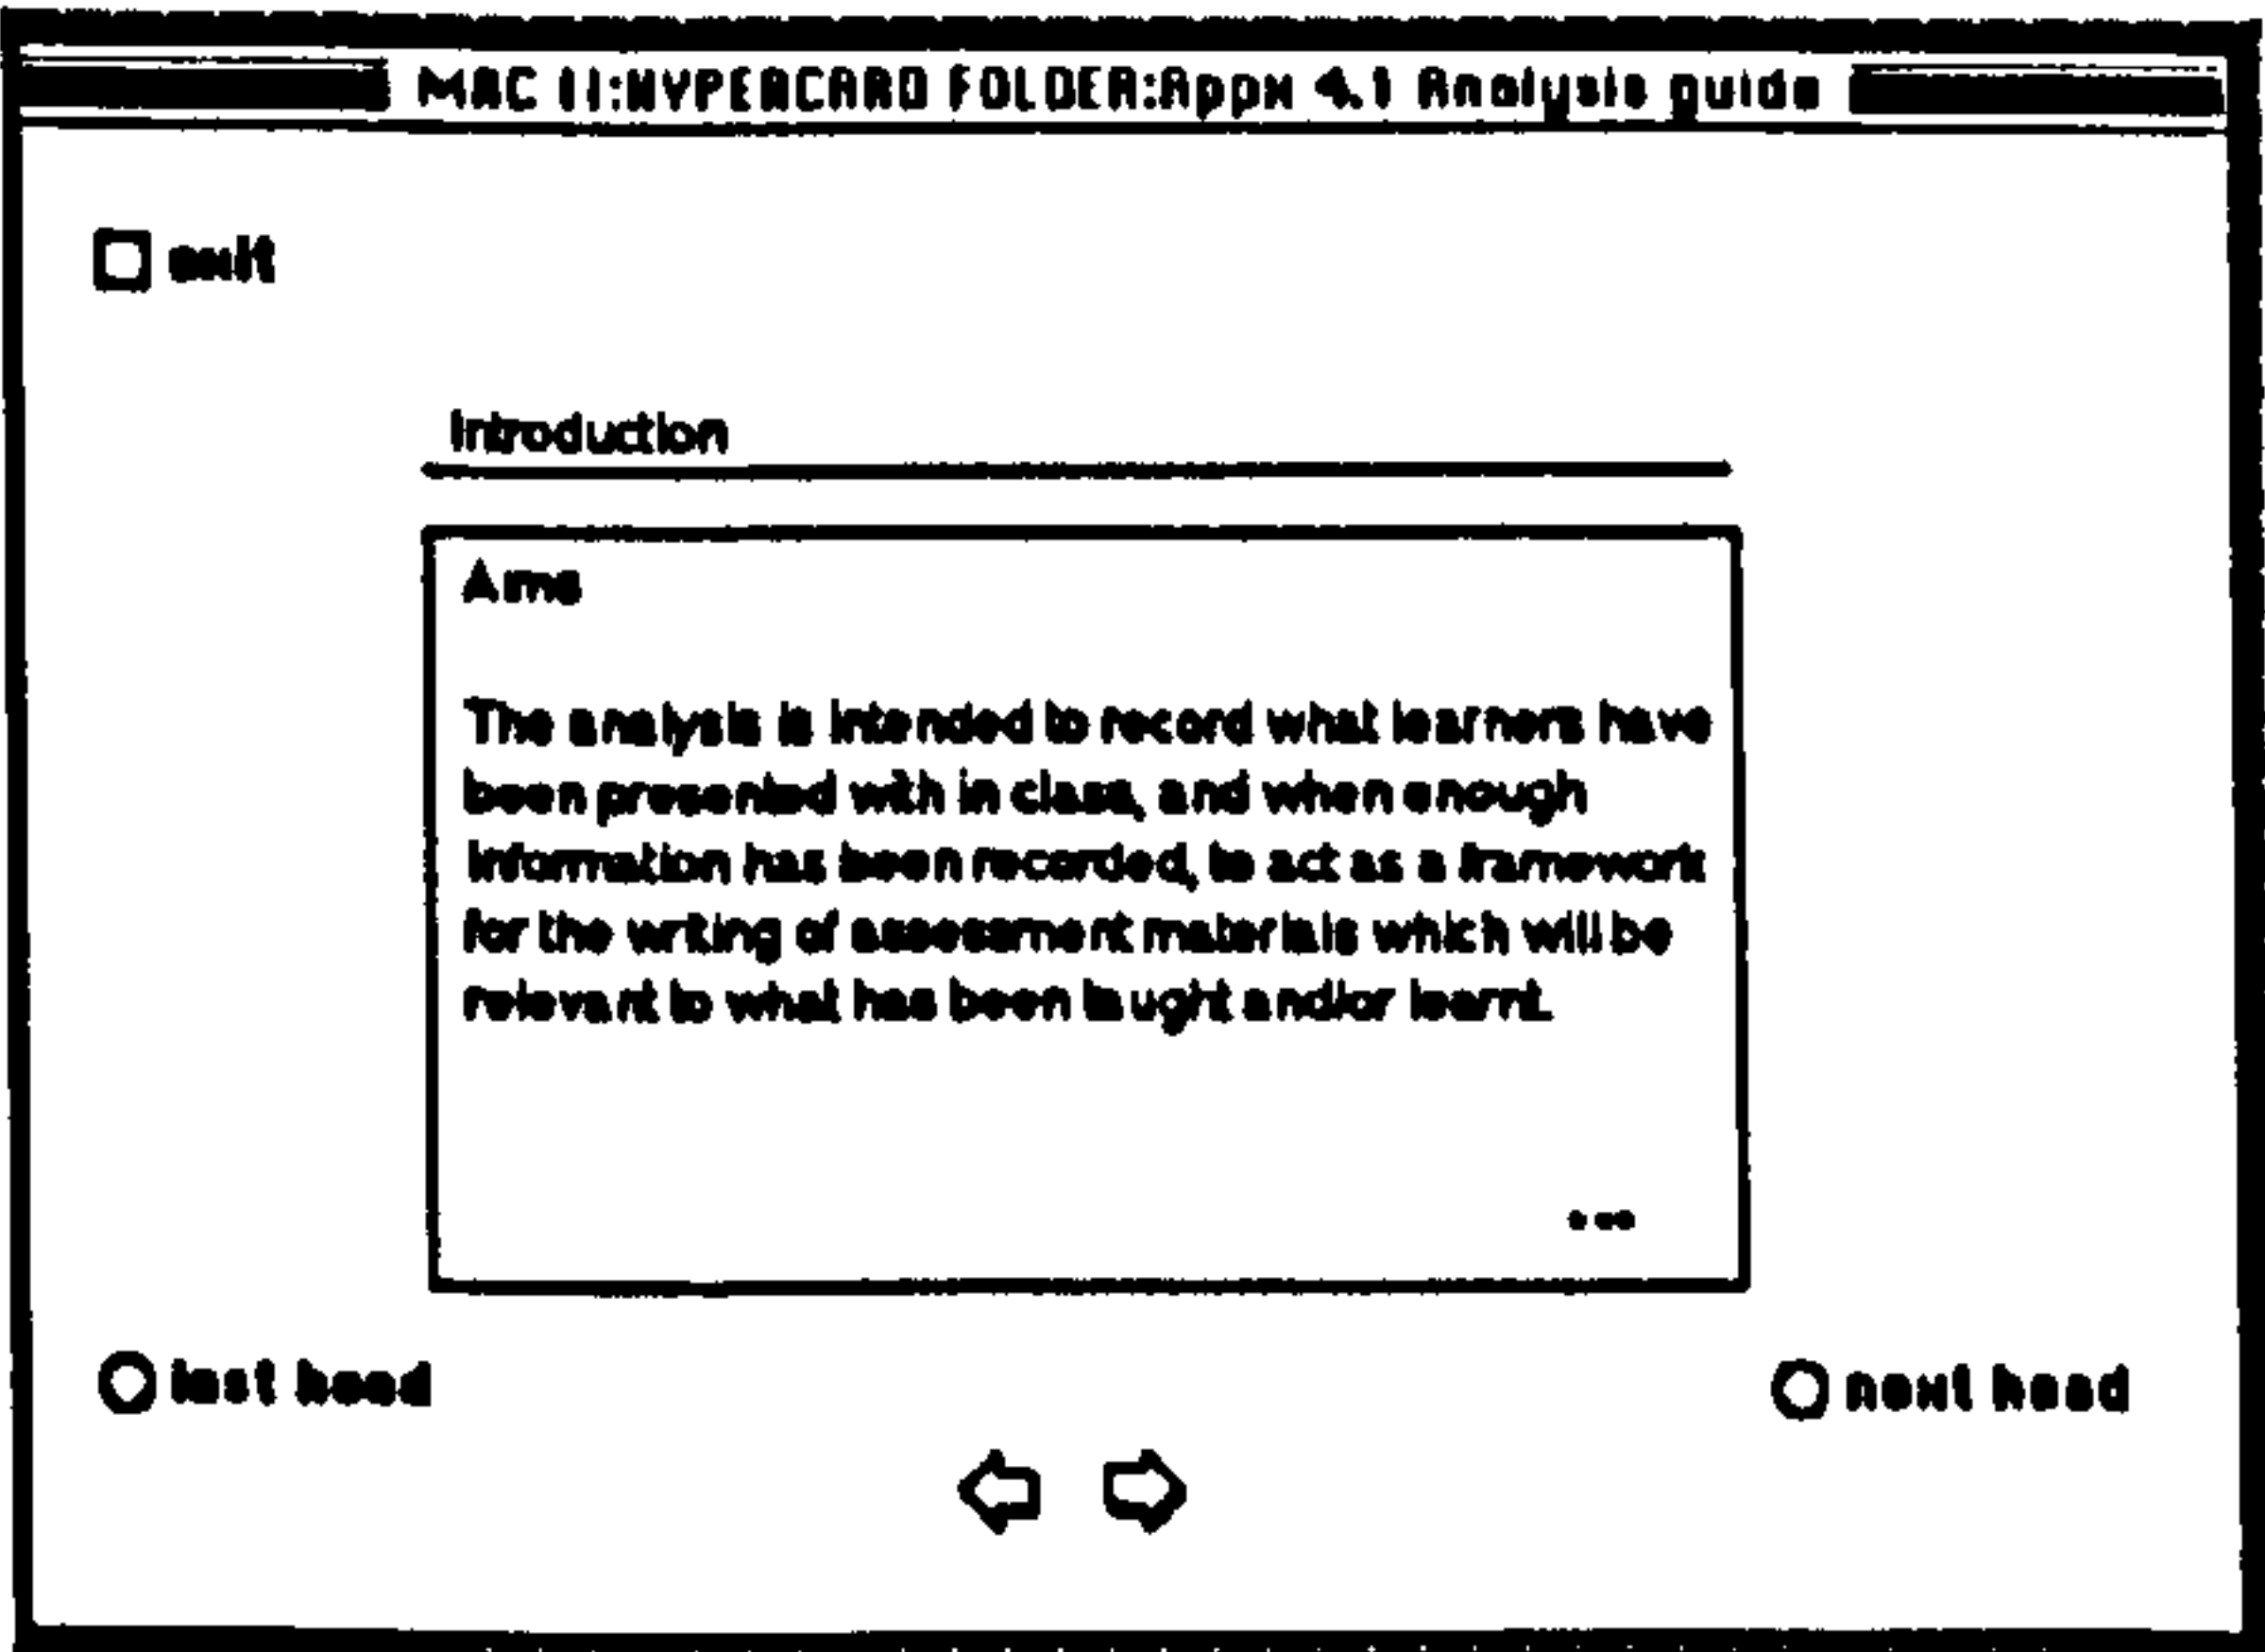 MAC II:HYPERCARD FOLDER:Appx 4.1 Analysis guide
quit
Introduction
Aims
The analysis is intended to record what learners have
been presented with in class, and when enough
information has been recorded, to act as a framework
for the writing of assessment materials which will be
relevant to what has been taught and/or learnt.
...
last head
next head